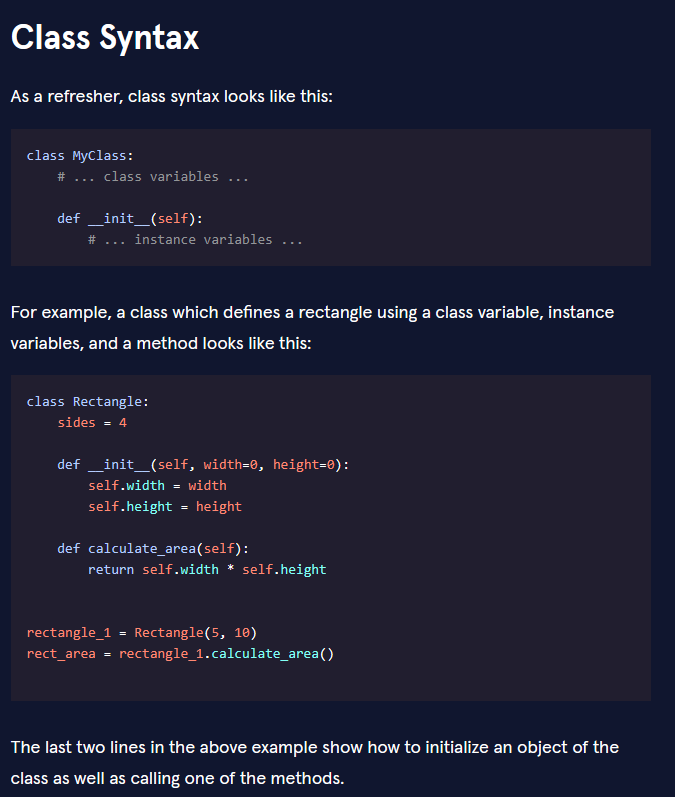 Class Syntax
As a refresher, class syntax looks like this:
class MyClass:
    # ... class variables ...
    def __init__(self):
        # ... instance variables ...
For example, a class which defines a rectangle using a class variable, instance
variables, and a method looks like this:
class Rectangle:
    sides = 4
    def __init__(self, width=0, height=0):
        self.width = width
        self.height = height
    def calculate_area(self):
        return self.width * self.height
rectangle_1 = Rectangle(5, 10)
rect_area = rectangle_1.calculate_area()
The last two lines in the above example show how to initialize an object of the
class as well as calling one of the methods.